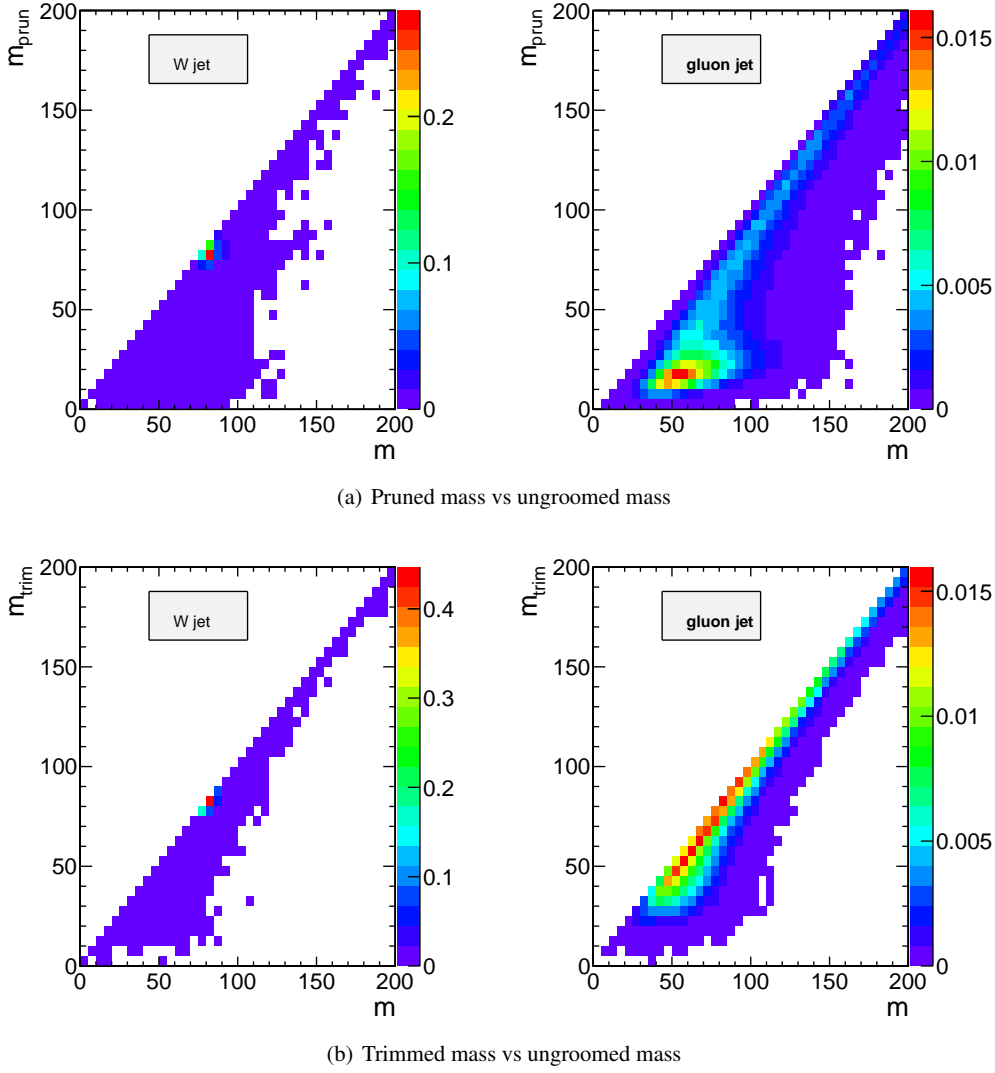 m_prun
200
150
100
50
0
W jet
0 50 100 150 200
m
0.2
0.1
0
m_prun
200
150
100
50
0
gluon jet
0 50 100 150 200
m
0.015
0.01
0.005
0
(a) Pruned mass vs ungroomed mass
m_trim
200
150
100
50
0
W jet
0 50 100 150 200
m
0.4
0.3
0.2
0.1
0
m_trim
200
150
100
50
0
gluon jet
0 50 100 150 200
m
0.015
0.01
0.005
0
(b) Trimmed mass vs ungroomed mass